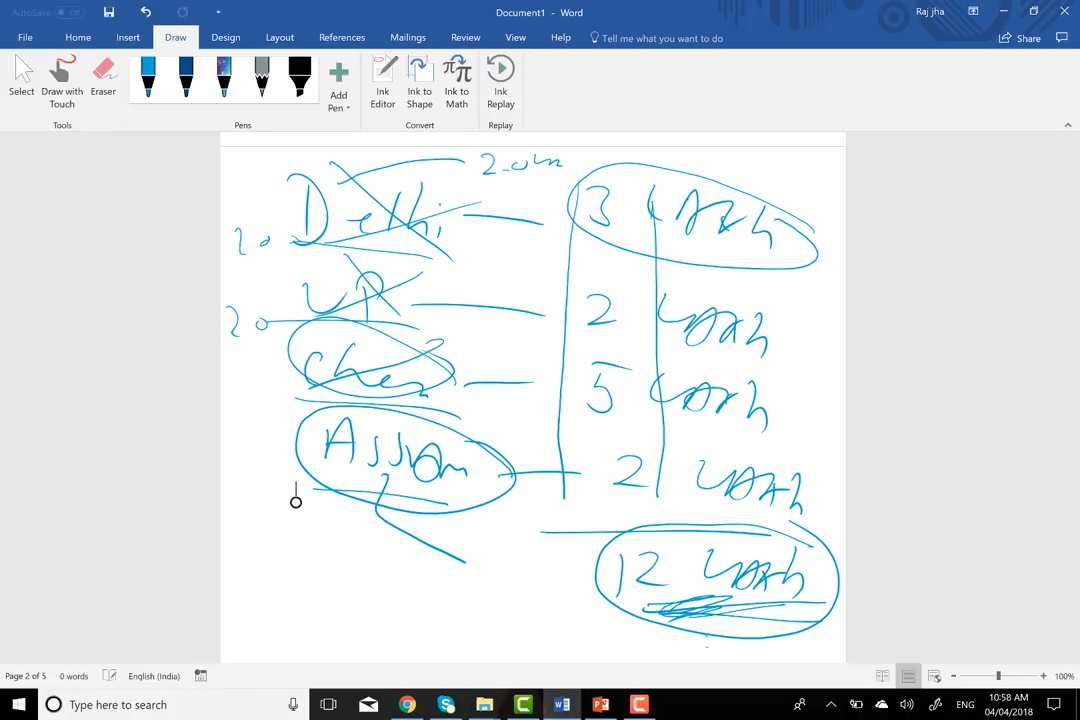 AutoSave Off
Document1 - Word
Raj jha
File Home Insert Draw Design Layout References Mailings Review View Help Tell me what you want to do Share
Select Draw with Touch Eraser Add Pen Ink Editor Ink to Shape Ink to Math Ink Replay
Tools Pens Convert Replay
20 Delhi 3 Lakh
20 UP 2 Lakh
5 Lakh
Assam 2 Lakh
12 Lakh
Page 2 of 5 0 words English (India) 100%
Type here to search
ENG
10:58 AM
04/04/2018